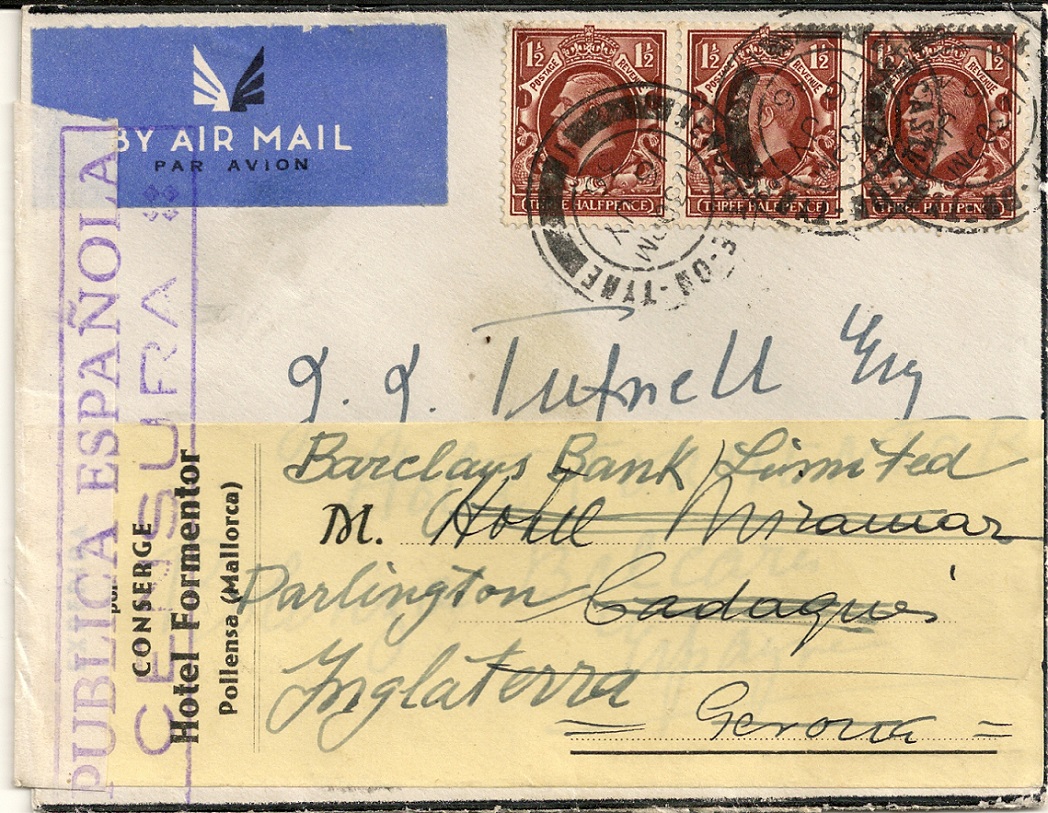 BY AIR MAIL
PAR AVION
1½ 1½
POSTAGE REVENUE
THREE HALFPENCE
1½ 1½
POSTAGE REVENUE
THREE HALFPENCE
1½ 1½
POSTAGE REVENUE
THREE HALFPENCE
E-ON-TYNE
PUBLICA ESPAÑOLA
CENSURA
por
CONSERGE
Hotel Formentor
Pollensa (Mallorca)
L. L. Tufnell Esq
Barclays Bank Limited
M. Hotel Miramar
Darlington Cadaqués
Inglaterra
= Gerona =